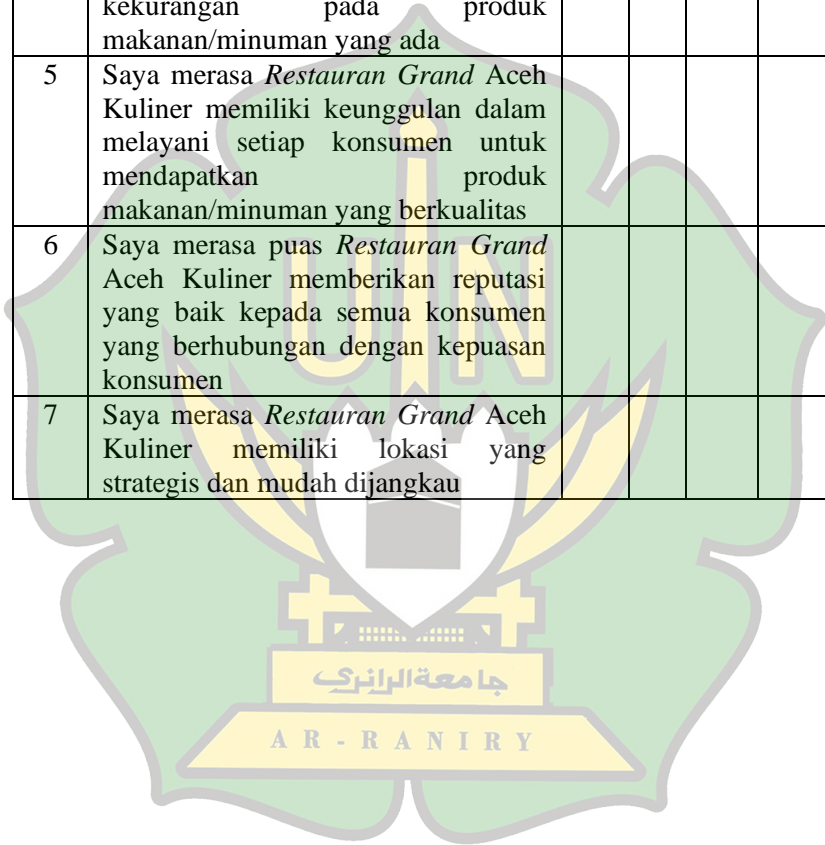 kekurangan pada produk
makanan/minuman yang ada
5 Saya merasa Restauran Grand Aceh
Kuliner memiliki keunggulan dalam
melayani setiap konsumen untuk
mendapatkan produk
makanan/minuman yang berkualitas
6 Saya merasa puas Restauran Grand
Aceh Kuliner memberikan reputasi
yang baik kepada semua konsumen
yang berhubungan dengan kepuasan
konsumen
7 Saya merasa Restauran Grand Aceh
Kuliner memiliki lokasi yang
strategis dan mudah dijangkau
UIN
جامعة الرانري
AR-RANIRY